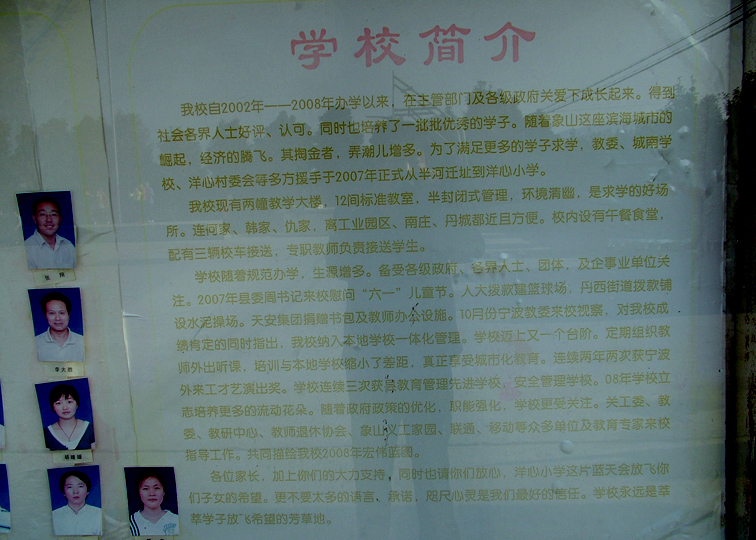 学校简介
我校自2002年——2008年办学以来，在主管部门及各级政府关爱下成长起来。得到
社会各界人士好评、认可。同时也培养了一批批优秀的学子。随着象山这座滨海城市的
崛起，经济的腾飞。其掏金者，弄潮儿增多。为了满足更多的学子求学，教委、城南学
校、洋心村委会等多方援手于2007年正式从半河迁址到洋心小学。
我校现有两幢教学大楼，12间标准教室，半封闭式管理，环境清幽，是求学的好场
所。连何家、韩家、仇家，高工业园区、南庄、丹城都近且方便。校内设有午餐食堂，
配有三辆校车接送，专职教师负责接送学生。
学校随着规范办学，生源增多。备受各级政府、各界人士、团体，及企事业单位关
注。2007年县委周书记来校慰问“六一”儿童节。人大拨款建篮球场，丹西街道拨款铺
设水泥操场。天安集团捐赠书包及教师办公设施。10月份宁波教委来校视察，对我校成
绩肯定的同时指出，我校纳入本地学校一体化管理。学校迈上又一个台阶。定期组织教
师外出听课，培训与本地学校缩小了差距，真正享受城市化教育。连续两年两次获宁波
外来工才艺演出奖。学校连续三次获县教育管理先进学校，安全管理学校。08年学校立
志培养更多的流动花朵。随着政府政策的优化，职能强化，学校更受关注。关工委、教
委、教研中心、教师退休协会、象山义工家园、联通、移动等众多单位及教育专家来校
指导工作。共同描绘我校2008年宏伟蓝图。
各位家长，加上你们的大力支持，同时也请你们放心，洋心小学这片蓝天会放飞你
们子女的希望。更不要太多的语言、承诺，咫尺心灵是我们最好的信任。学校永远是莘
莘学子放飞希望的芳草地。
李大胜